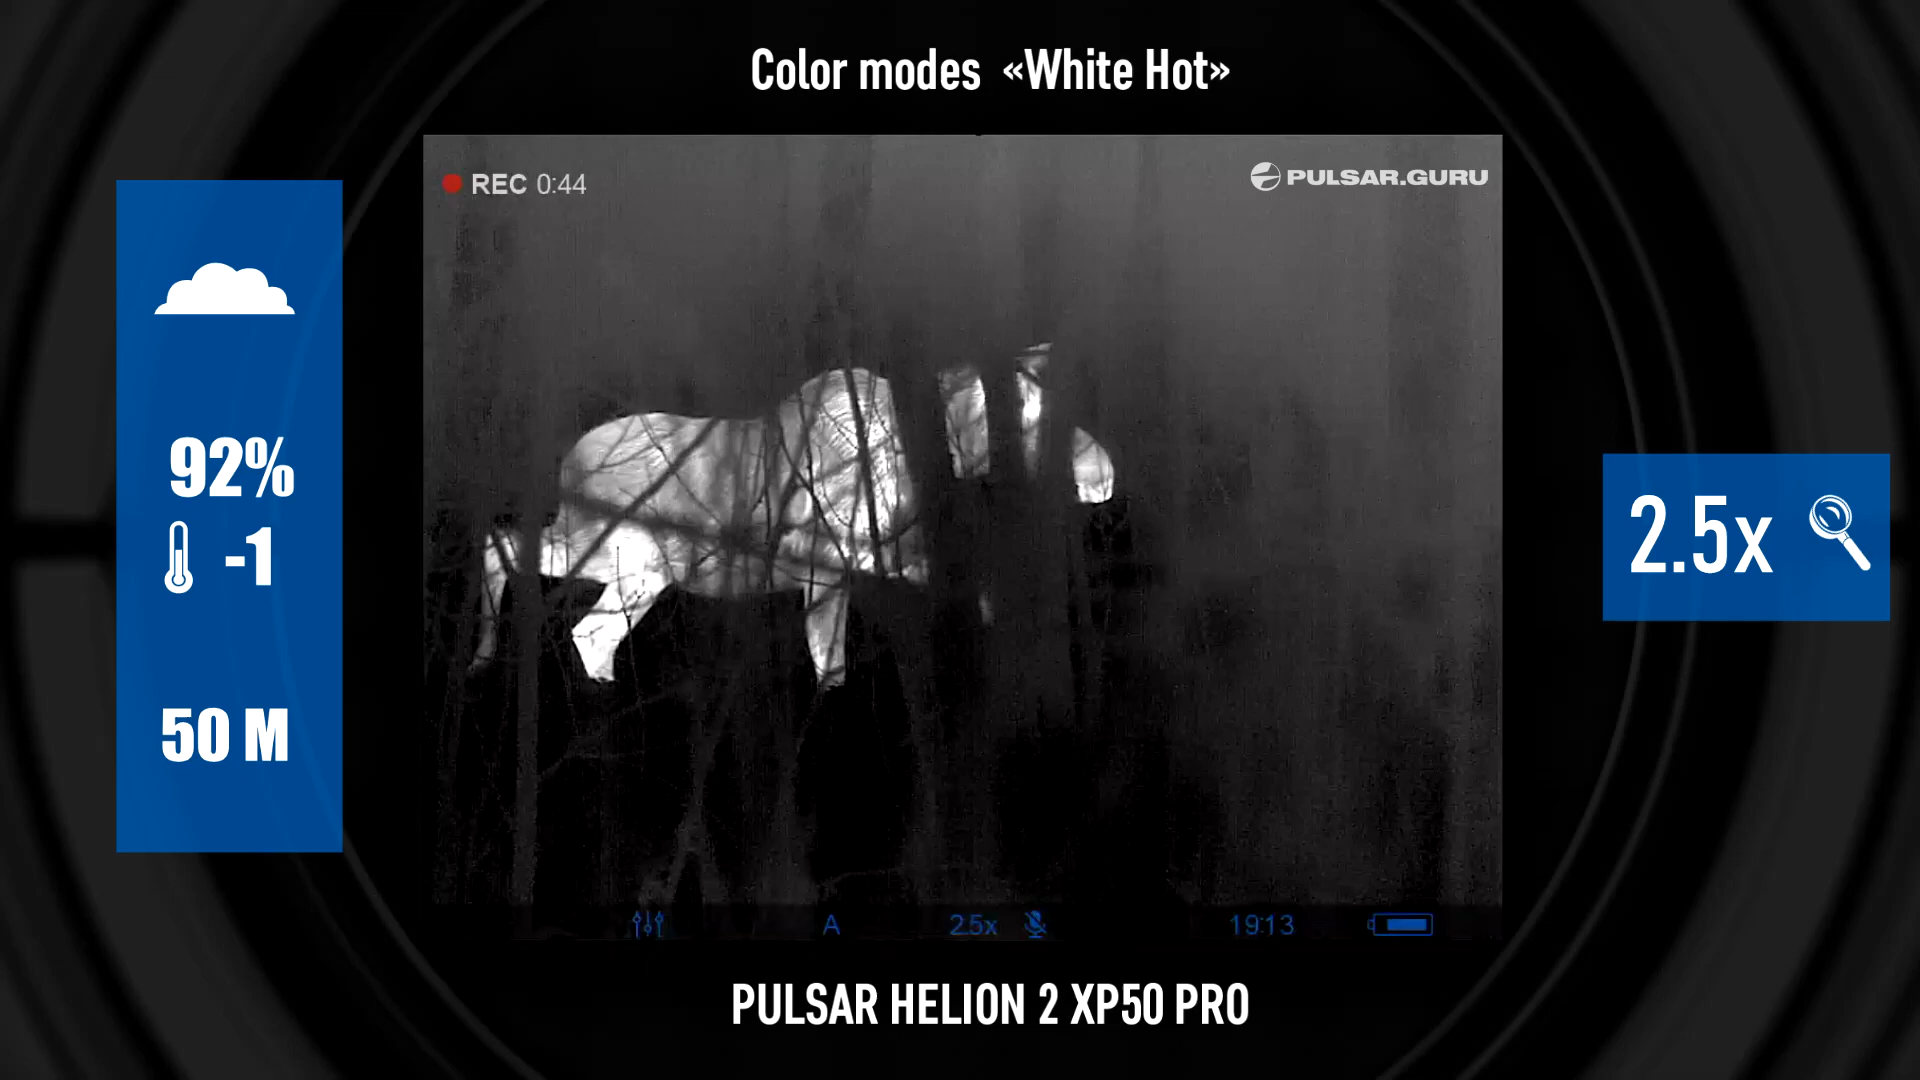 Color modes «White Hot»
REC 0:44
PULSAR.GURU
92%
-1
50 M
2.5x
A
2.5x
19:13
PULSAR HELION 2 XP50 PRO